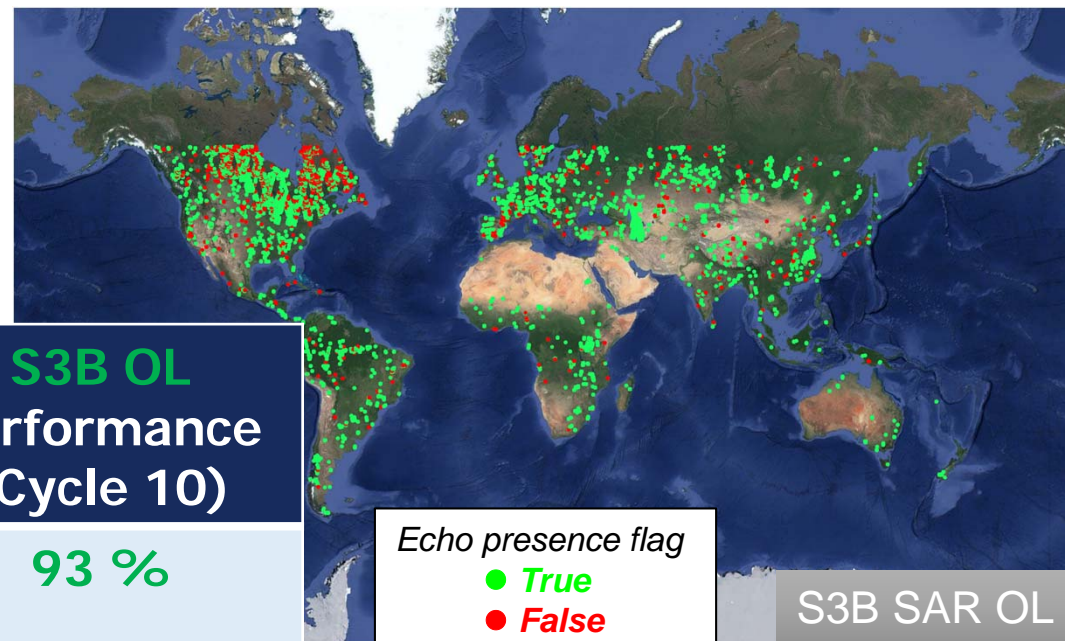 S3B OL
rformance
Cycle 10)
93 %
Echo presence flag
True
False
S3B SAR OL